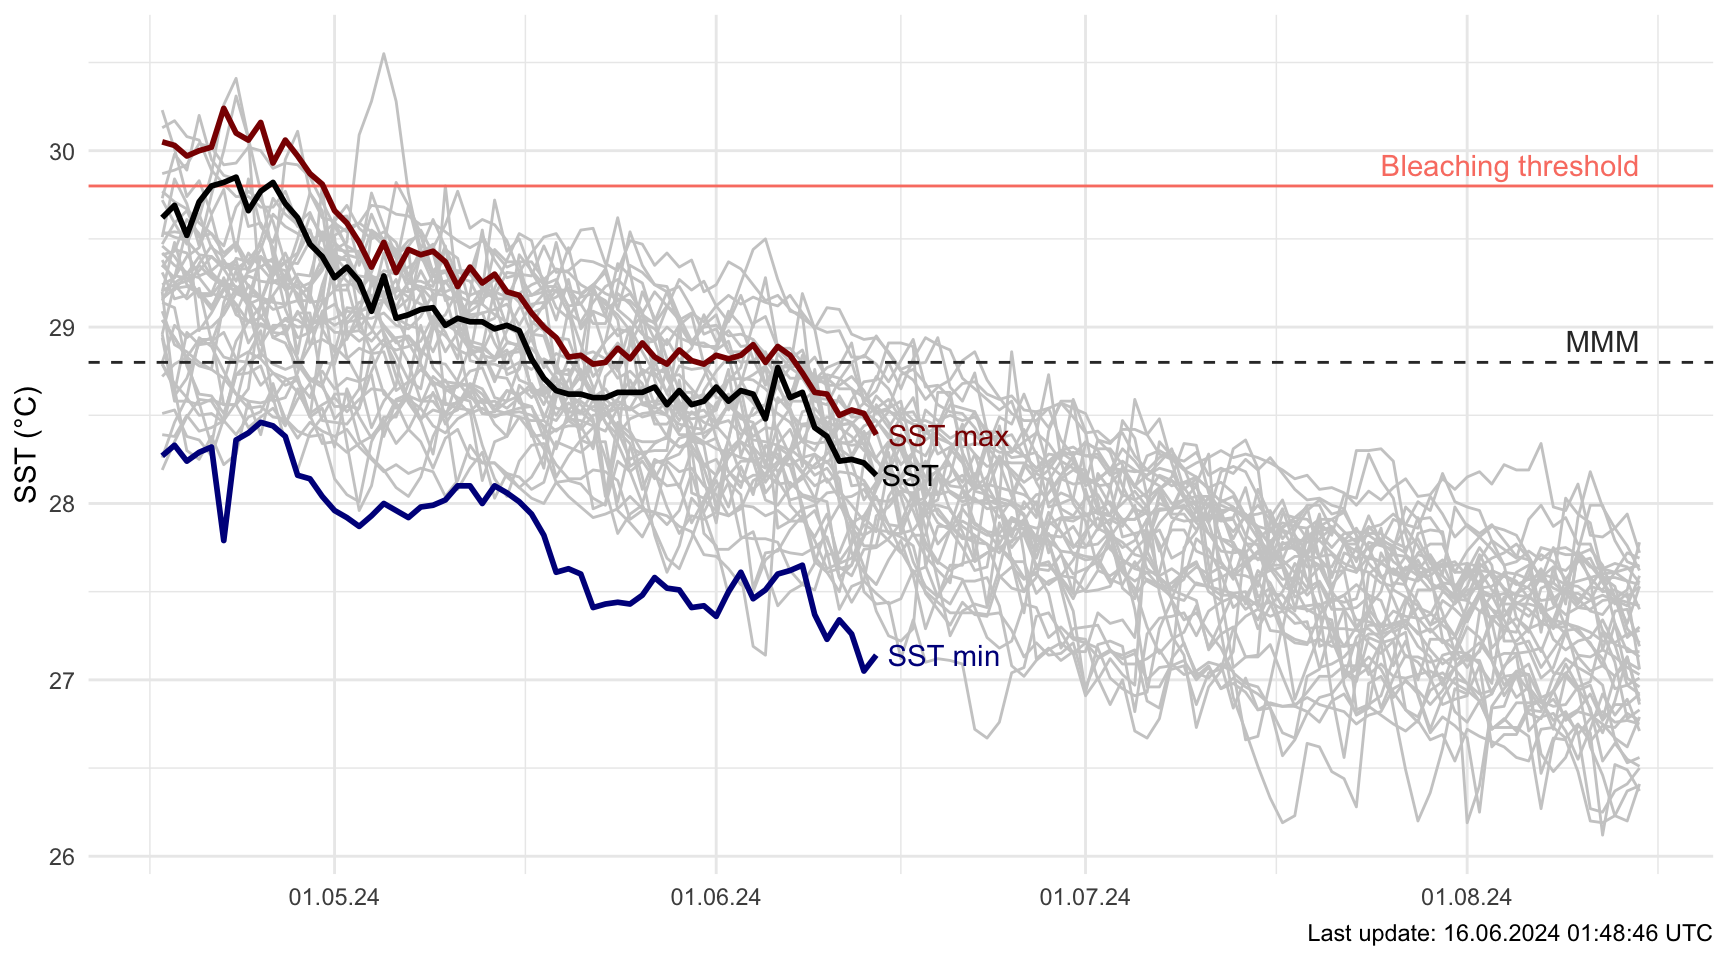 SST (°C)
30
29
28
27
26
Bleaching threshold
MMM
SST max
SST
SST min
01.05.24
01.06.24
01.07.24
01.08.24
Last update: 16.06.2024 01:48:46 UTC